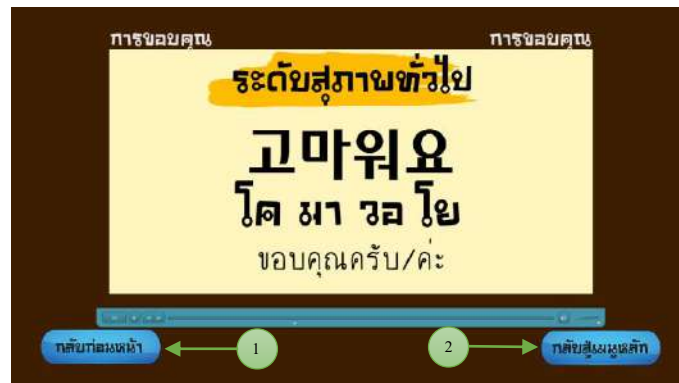 การขอบคุณ การขอบคุณ
ระดับสุภาพทั่วไป
고마워요
โค มา วอ โย
ขอบคุณครับ/ค่ะ
กลับก่อนหน้า 1 2 กลับสู่เมนูหลัก